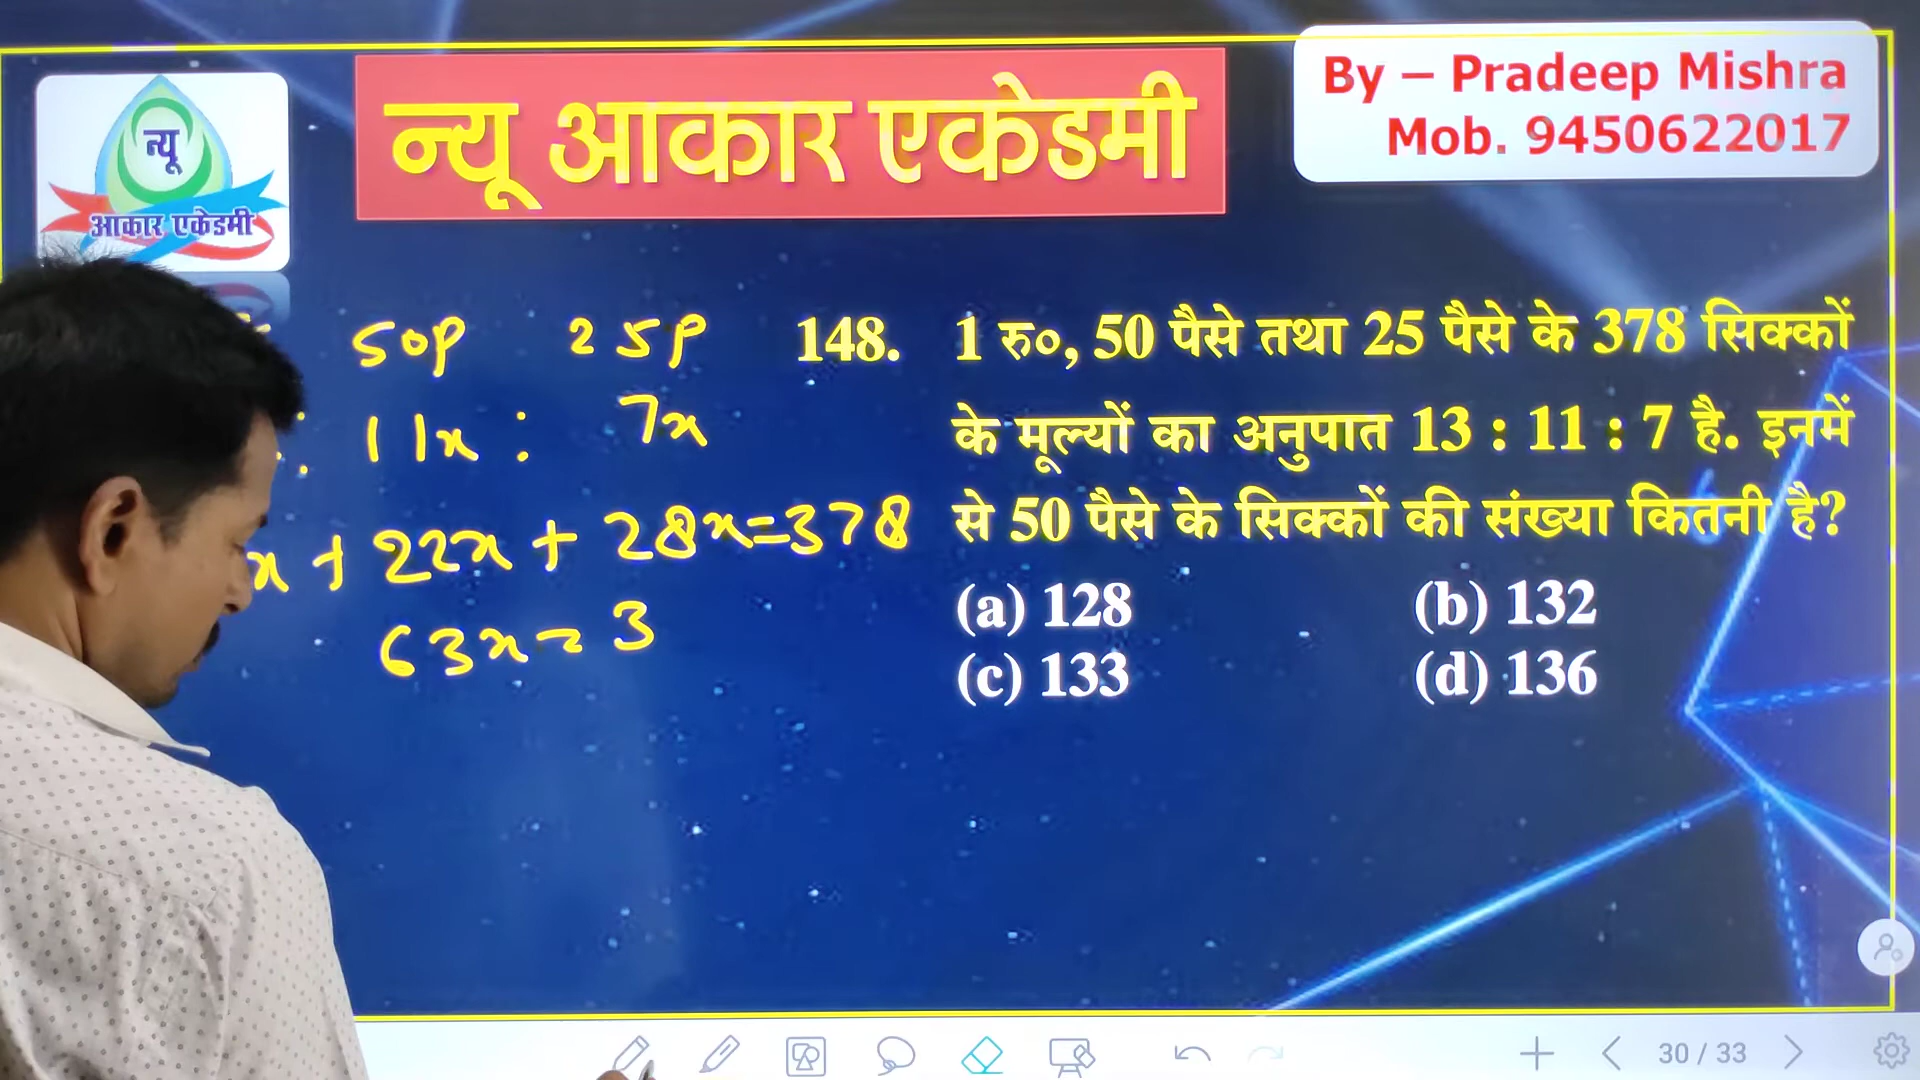 न्यू आकार एकेडमी
By – Pradeep Mishra
Mob. 9450622017
न्यू
आकार एकेडमी
50p 25p
: 11x : 7x
x + 22x + 28x=378
63x = 3
148. 1 रु०, 50 पैसे तथा 25 पैसे के 378 सिक्कों
के मूल्यों का अनुपात 13 : 11 : 7 है. इनमें
से 50 पैसे के सिक्कों की संख्या कितनी है?
(a) 128 (b) 132
(c) 133 (d) 136
30 / 33